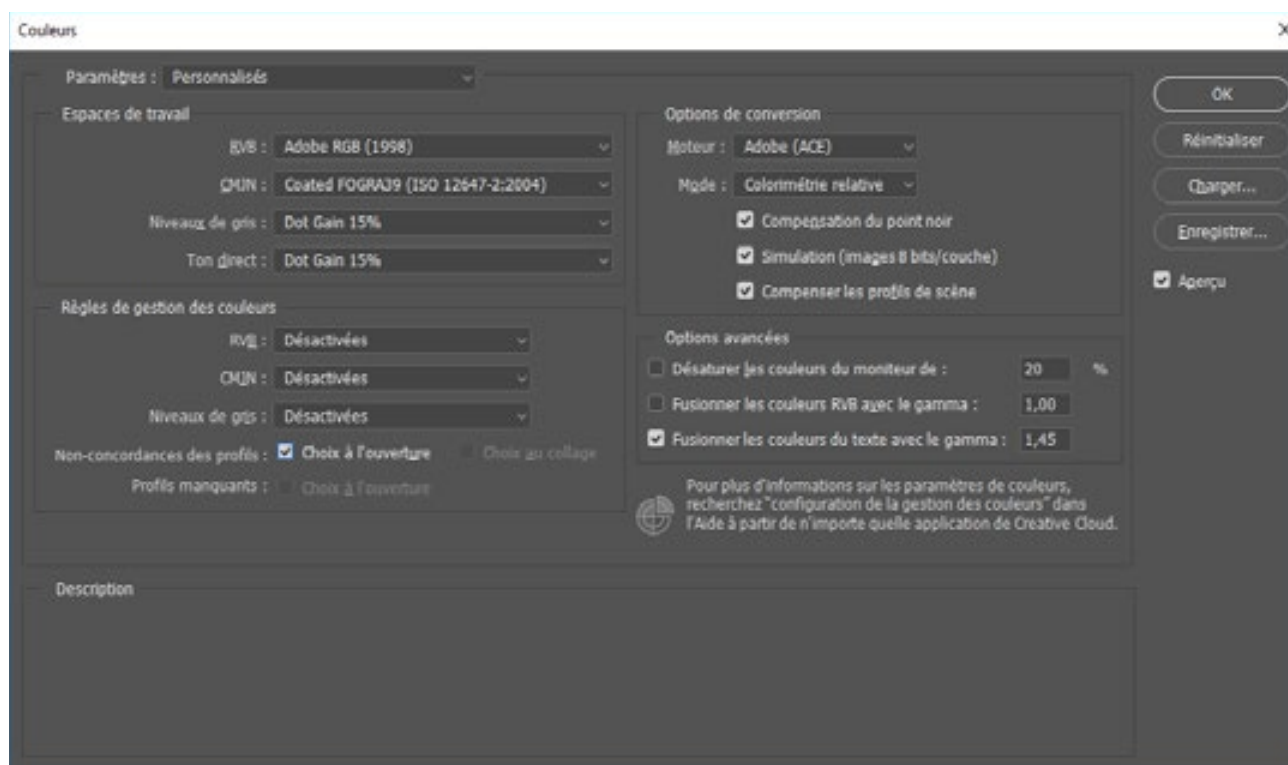 Couleurs
Paramètres : Personnalisés
Espaces de travail
RVB : Adobe RGB (1998)
CMJN : Coated FOGRA39 (ISO 12647-2:2004)
Niveaux de gris : Dot Gain 15%
Ton direct : Dot Gain 15%
Règles de gestion des couleurs
RVB : Désactivées
CMJN : Désactivées
Niveaux de gris : Désactivées
Non-concordances des profils : Choix à l'ouverture Choix au collage
Profils manquants : Choix à l'ouverture
Options de conversion
Moteur : Adobe (ACE)
Mode : Colorimétrie relative
Compensation du point noir
Simulation (images 8 bits/couche)
Compenser les profils de scène
Options avancées
Désaturer les couleurs du moniteur de : 20 %
Fusionner les couleurs RVB avec le gamma : 1,00
Fusionner les couleurs du texte avec le gamma : 1,45
Pour plus d'informations sur les paramètres de couleurs,
recherchez "configuration de la gestion des couleurs" dans
l'Aide à partir de n'importe quelle application de Creative Cloud.
OK
Réinitialiser
Charger...
Enregistrer...
Aperçu
Description